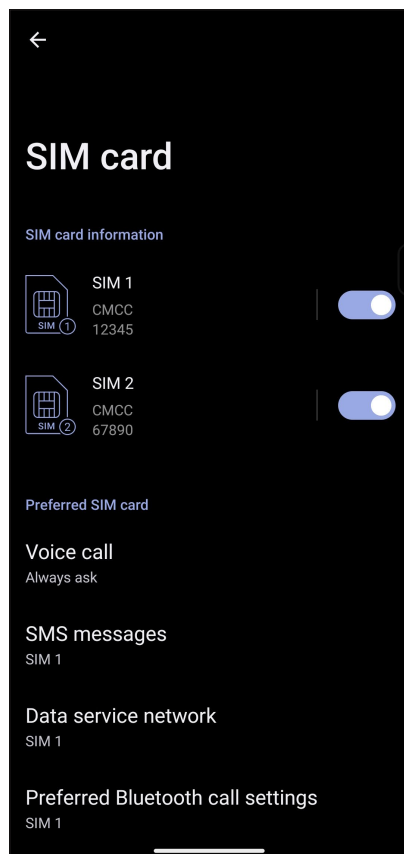 SIM card
SIM card information
SIM 1
CMCC
12345
SIM 1
SIM 2
CMCC
67890
SIM 2
Preferred SIM card
Voice call
Always ask
SMS messages
SIM 1
Data service network
SIM 1
Preferred Bluetooth call settings
SIM 1